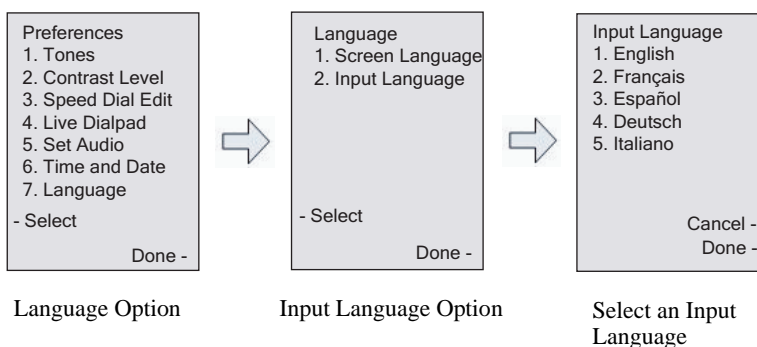 Preferences
1. Tones
2. Contrast Level
3. Speed Dial Edit
4. Live Dialpad
5. Set Audio
6. Time and Date
7. Language
- Select
Done -
Language Option
Language
1. Screen Language
2. Input Language
- Select
Done -
Input Language Option
Input Language
1. English
2. Français
3. Español
4. Deutsch
5. Italiano
Cancel -
Done -
Select an Input
Language